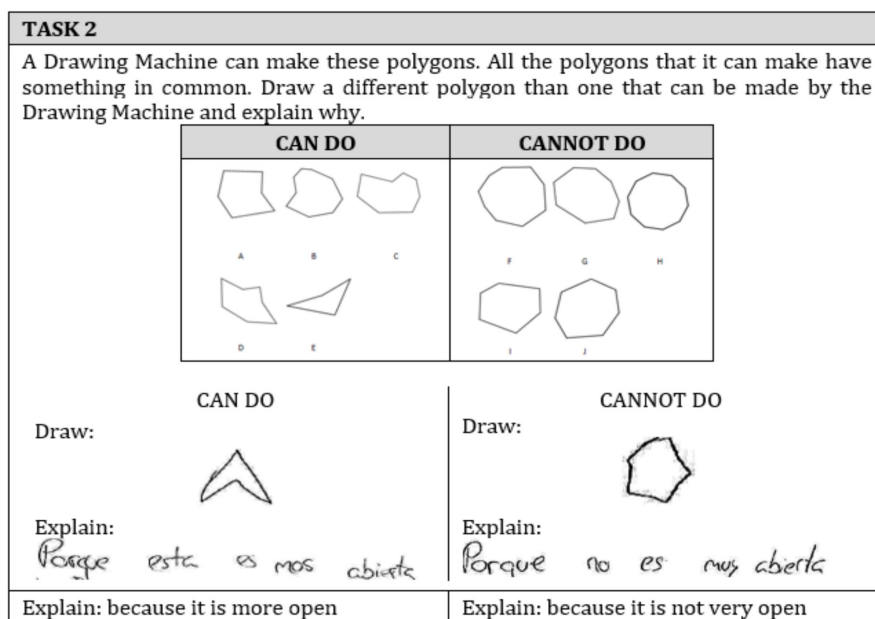 TASK 2
A Drawing Machine can make these polygons. All the polygons that it can make have
something in common. Draw a different polygon than one that can be made by the
Drawing Machine and explain why.
CAN DO
CANNOT DO
A B C
F G H
D E
I J
CAN DO
Draw:
Explain:
Porque esta es mas abierta
CANNOT DO
Draw:
Explain:
Porque no es muy abierta
Explain: because it is more open
Explain: because it is not very open